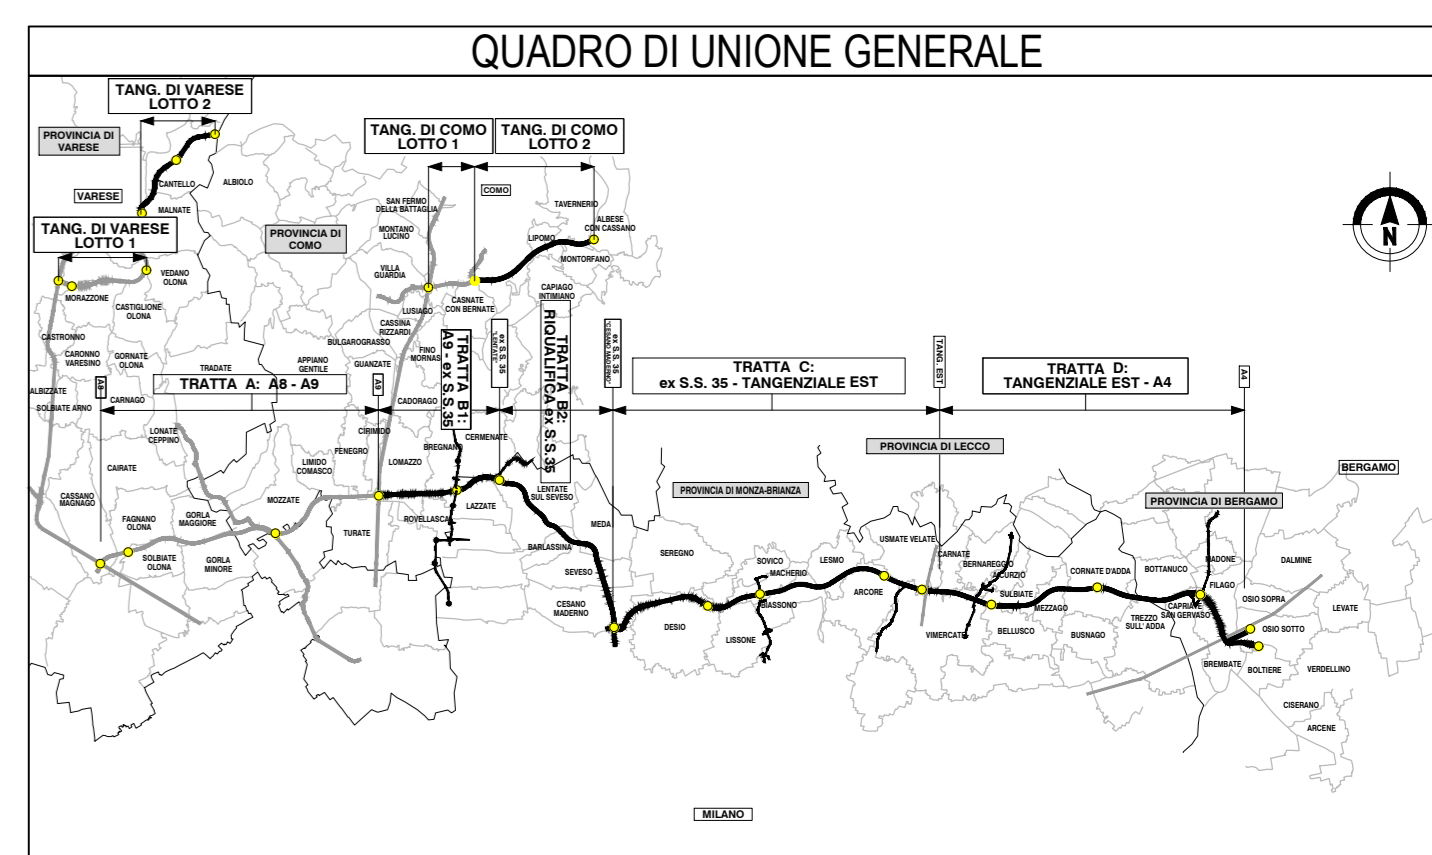 QUADRO DI UNIONE GENERALE
TANG. DI VARESE
LOTTO 2
PROVINCIA DI
VARESE
TANG. DI COMO
LOTTO 1
TANG. DI COMO
LOTTO 2
CANTELLO
ALBIOLO
VARESE
MALNATE
COMO
SAN FERMO
DELLA BATTAGLIA
TAVERNERIO
ALBESE
CON CASSANO
TANG. DI VARESE
LOTTO 1
PROVINCIA DI
COMO
MONTANO
LUCINO
LIPOMO
MONTORFANO
N
VILLA
GUARDIA
VEDANO
OLONA
MORAZZONE
CASTIGLIONE
OLONA
CAPIAGO
INTIMIANO
CASNATE
CON BERNATE
LUSIAGO
CASSINA
RIZZARDI
BULGAROGRASSO
CASTRONNO
CARONNO
VARESINO
GORNATE
OLONA
TRADATE
APPIANO
GENTILE
GUANZATE
FINO
MORNAS
TRATTA B1:
A9 - ex S.S.35
ex S.S. 35
"LENTATE"
TRATTA B2:
RIQUALIFICA ex S.S.35
ex S.S. 35
"CESANO MADERNO"
TRATTA C:
ex S.S. 35 - TANGENZIALE EST
TANG. EST
TRATTA D:
TANGENZIALE EST - A4
A4
A8
TRATTA A: A8 - A9
A9
ALBIZZATE
SOLBIATE ARNO
CARNAGO
CADORAGO
LONATE
CEPPINO
CIRIMIDO
FENEGRO
BREGNANO
CERMENATE
PROVINCIA DI LECCO
CAIRATE
LIMIDO
COMASCO
LOMAZZO
BERGAMO
CASSANO
MAGNAGO
MOZZATE
LENTATE
SUL SEVESO
PROVINCIA DI MONZA-BRIANZA
PROVINCIA DI BERGAMO
FAGNANO
OLONA
GORLA
MAGGIORE
ROVELLASCA
LAZZATE
MEDA
TURATE
USMATE VELATE
BARLASSINA
SEREGNO
SOVICO
MACHERIO
LESMO
CARNATE
BERNAREGGIO
SOLBIATE
OLONA
GORLA
MINORE
SEVESO
AICURZIO
CORNATE D'ADDA
BOTTANUCO
MADONE
DALMINE
ARCORE
SULBIATE
FILAGO
OSIO SOPRA
CESANO
MADERNO
BIASSONO
MEZZAGO
CAPRIATE
SAN GERVASO
LEVATE
DESIO
LISSONE
VIMERCATE
BELLUSCO
BUSNAGO
TREZZO
SULL' ADDA
OSIO SOTTO
BREMBATE
BOLTIERE
VERDELLINO
CISERANO
ARCENE
MILANO